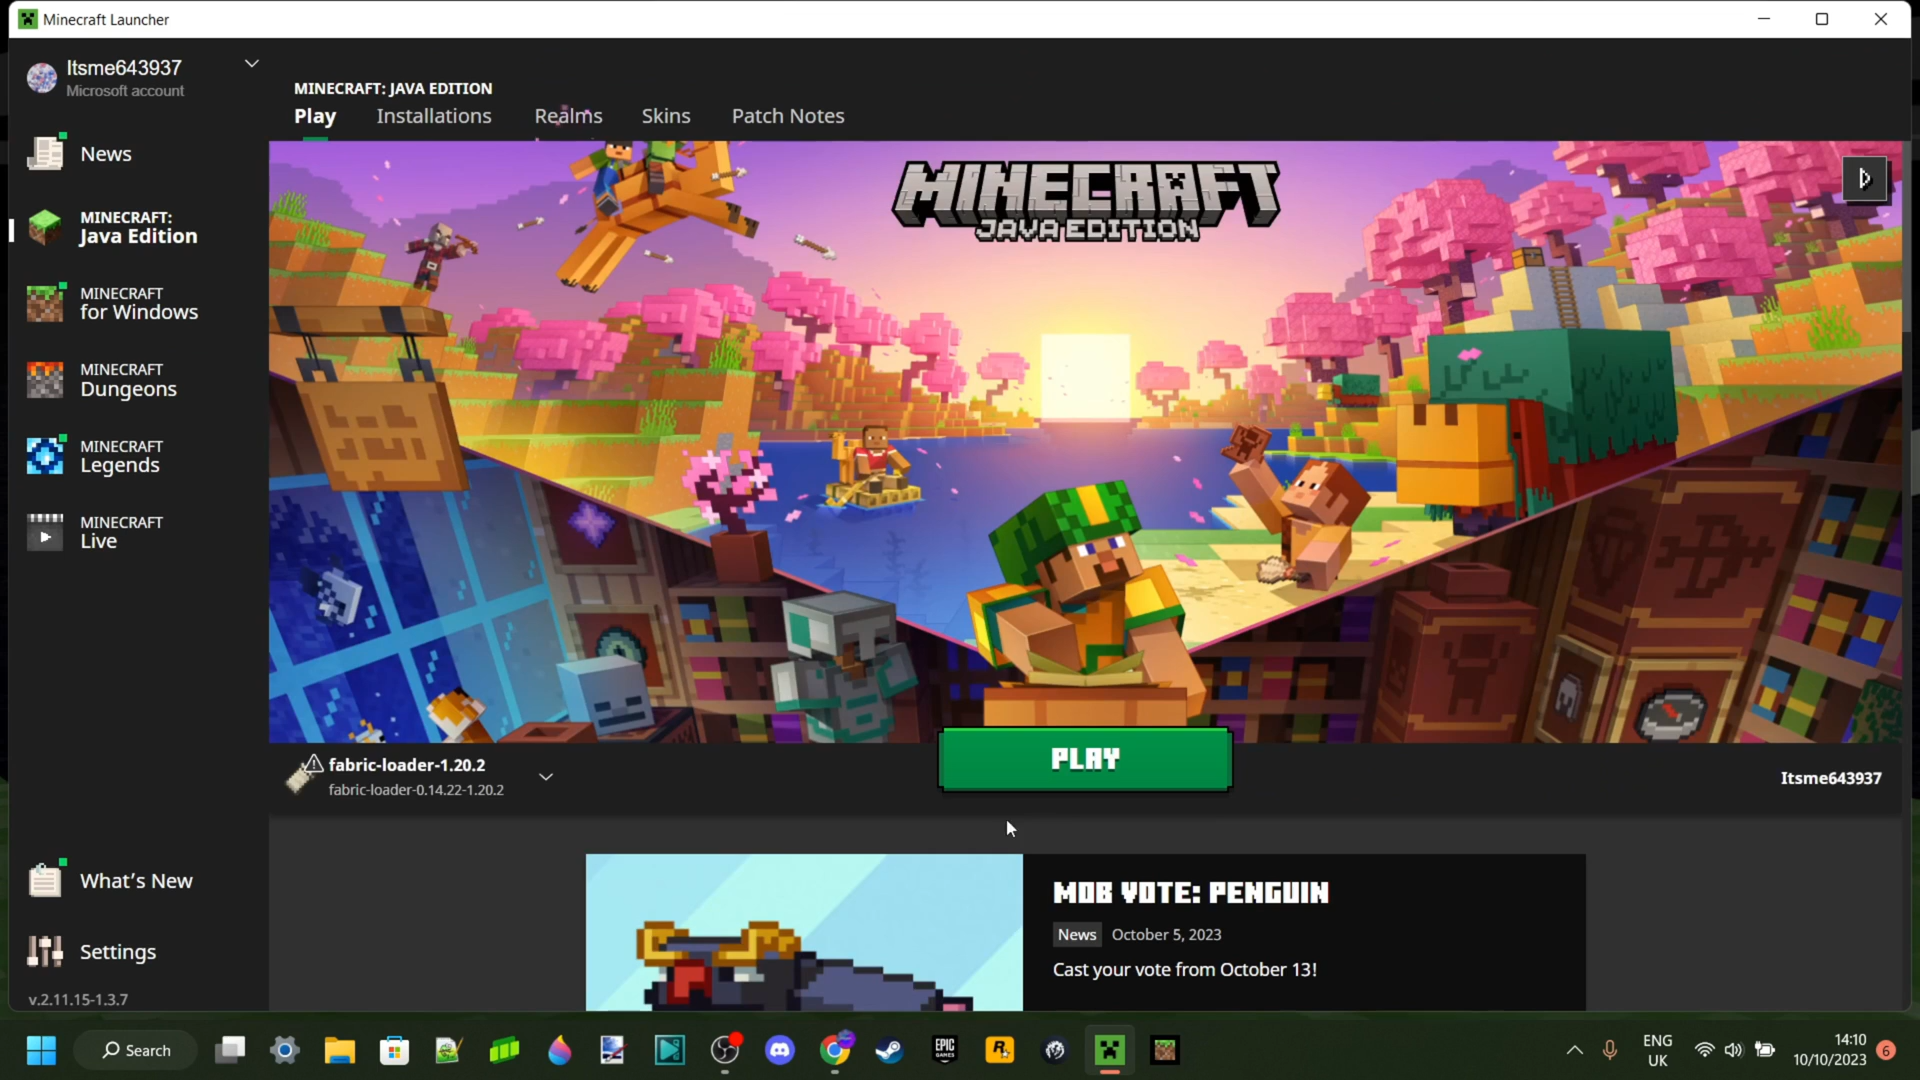 Minecraft Launcher
Itsme643937
Microsoft account
News
MINECRAFT:
Java Edition
MINECRAFT
for Windows
MINECRAFT
Dungeons
MINECRAFT
Legends
MINECRAFT
Live
What's New
Settings
v.2.11.15-1.3.7
MINECRAFT: JAVA EDITION
Play Installations Realms Skins Patch Notes
MINECRAFT
JAVA EDITION
fabric-loader-1.20.2
fabric-loader-0.14.22-1.20.2
PLAY
Itsme643937
MOB VOTE: PENGUIN
News October 5, 2023
Cast your vote from October 13!
Search
EPIC
GAMES
R
ENG
UK
14:10
10/10/2023
6